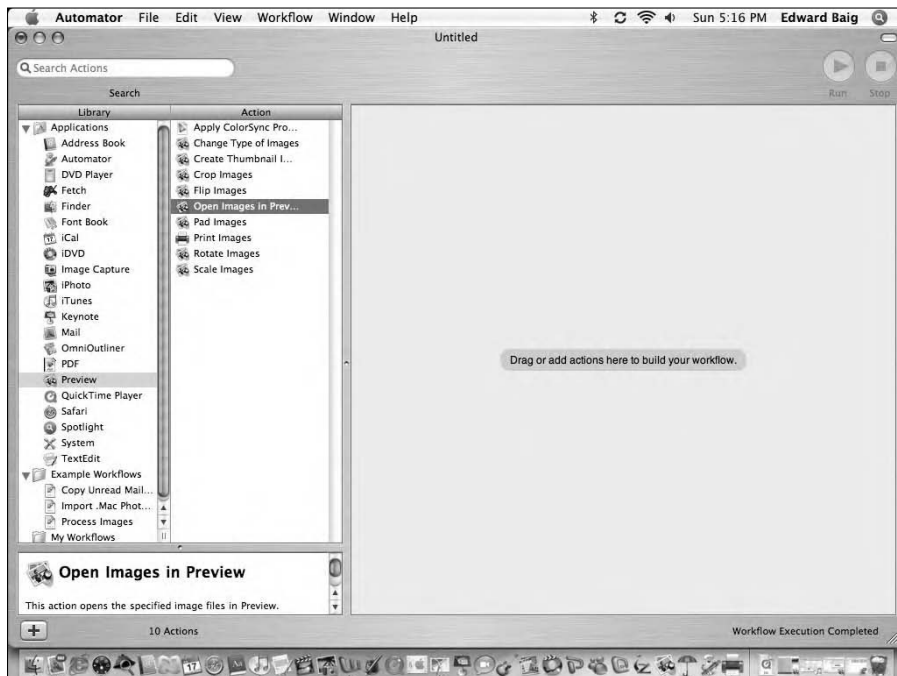 Automator File Edit View Workflow Window Help Sun 5:16 PM Edward Baig
Untitled
Search Actions
Search
Run Stop
Library
Applications
Address Book
Automator
DVD Player
Fetch
Finder
Font Book
iCal
iDVD
Image Capture
iPhoto
iTunes
Keynote
Mail
OmniOutliner
PDF
Preview
QuickTime Player
Safari
Spotlight
System
TextEdit
Example Workflows
Copy Unread Mail...
Import .Mac Phot...
Process Images
My Workflows
Action
Apply ColorSync Pro...
Change Type of Images
Create Thumbnail I...
Crop Images
Flip Images
Open Images in Prev...
Pad Images
Print Images
Rotate Images
Scale Images
Drag or add actions here to build your workflow.
Open Images in Preview
This action opens the specified image files in Preview.
10 Actions
Workflow Execution Completed
17